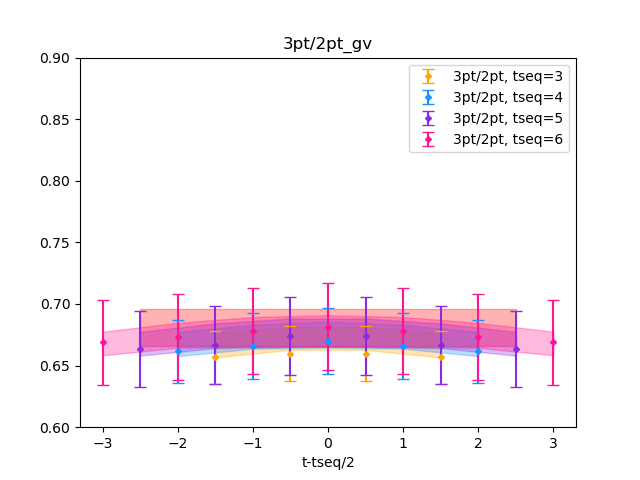 3pt/2pt_gv
0.90
0.85
0.80
0.75
0.70
0.65
0.60
3pt/2pt, tseq=3
3pt/2pt, tseq=4
3pt/2pt, tseq=5
3pt/2pt, tseq=6
−3 −2 −1 0 1 2 3
t-tseq/2